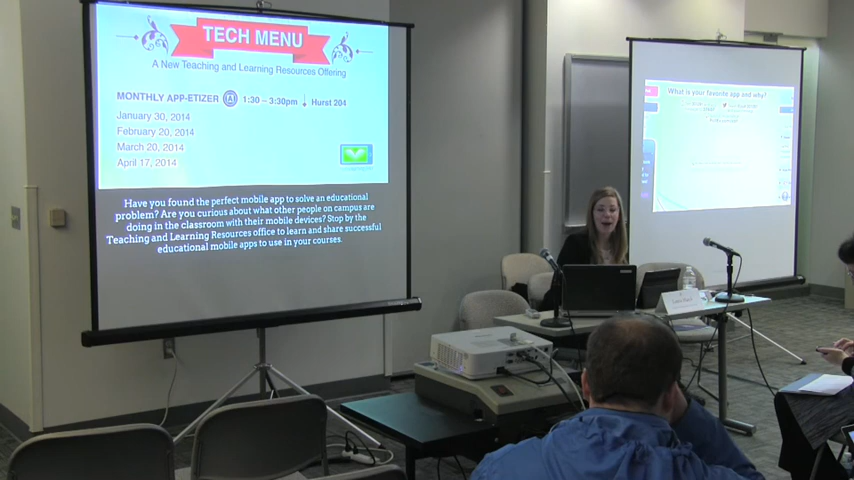 TECH MENU
A New Teaching and Learning Resources Offering
MONTHLY APP-ETIZER 1:30 – 3:30pm Hurst 204
January 30, 2014
February 20, 2014
March 20, 2014
April 17, 2014
Have you found the perfect mobile app to solve an educational
problem? Are you curious about what other people on campus are
doing in the classroom with their mobile devices? Stop by the
Teaching and Learning Resources office to learn and share successful
educational mobile apps to use in your courses.
What is your favorite app and why?